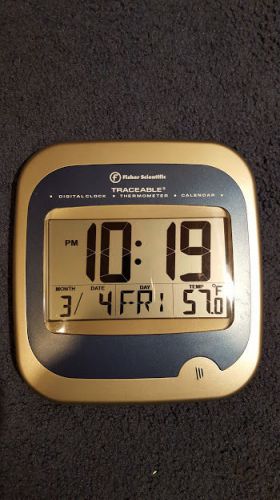 Fisher Scientific
TRACEABLE®
• DIGITAL CLOCK • THERMOMETER • CALENDAR •
PM 10:19
MONTH DATE DAY TEMP
3/ 4 FRI 57.0°F